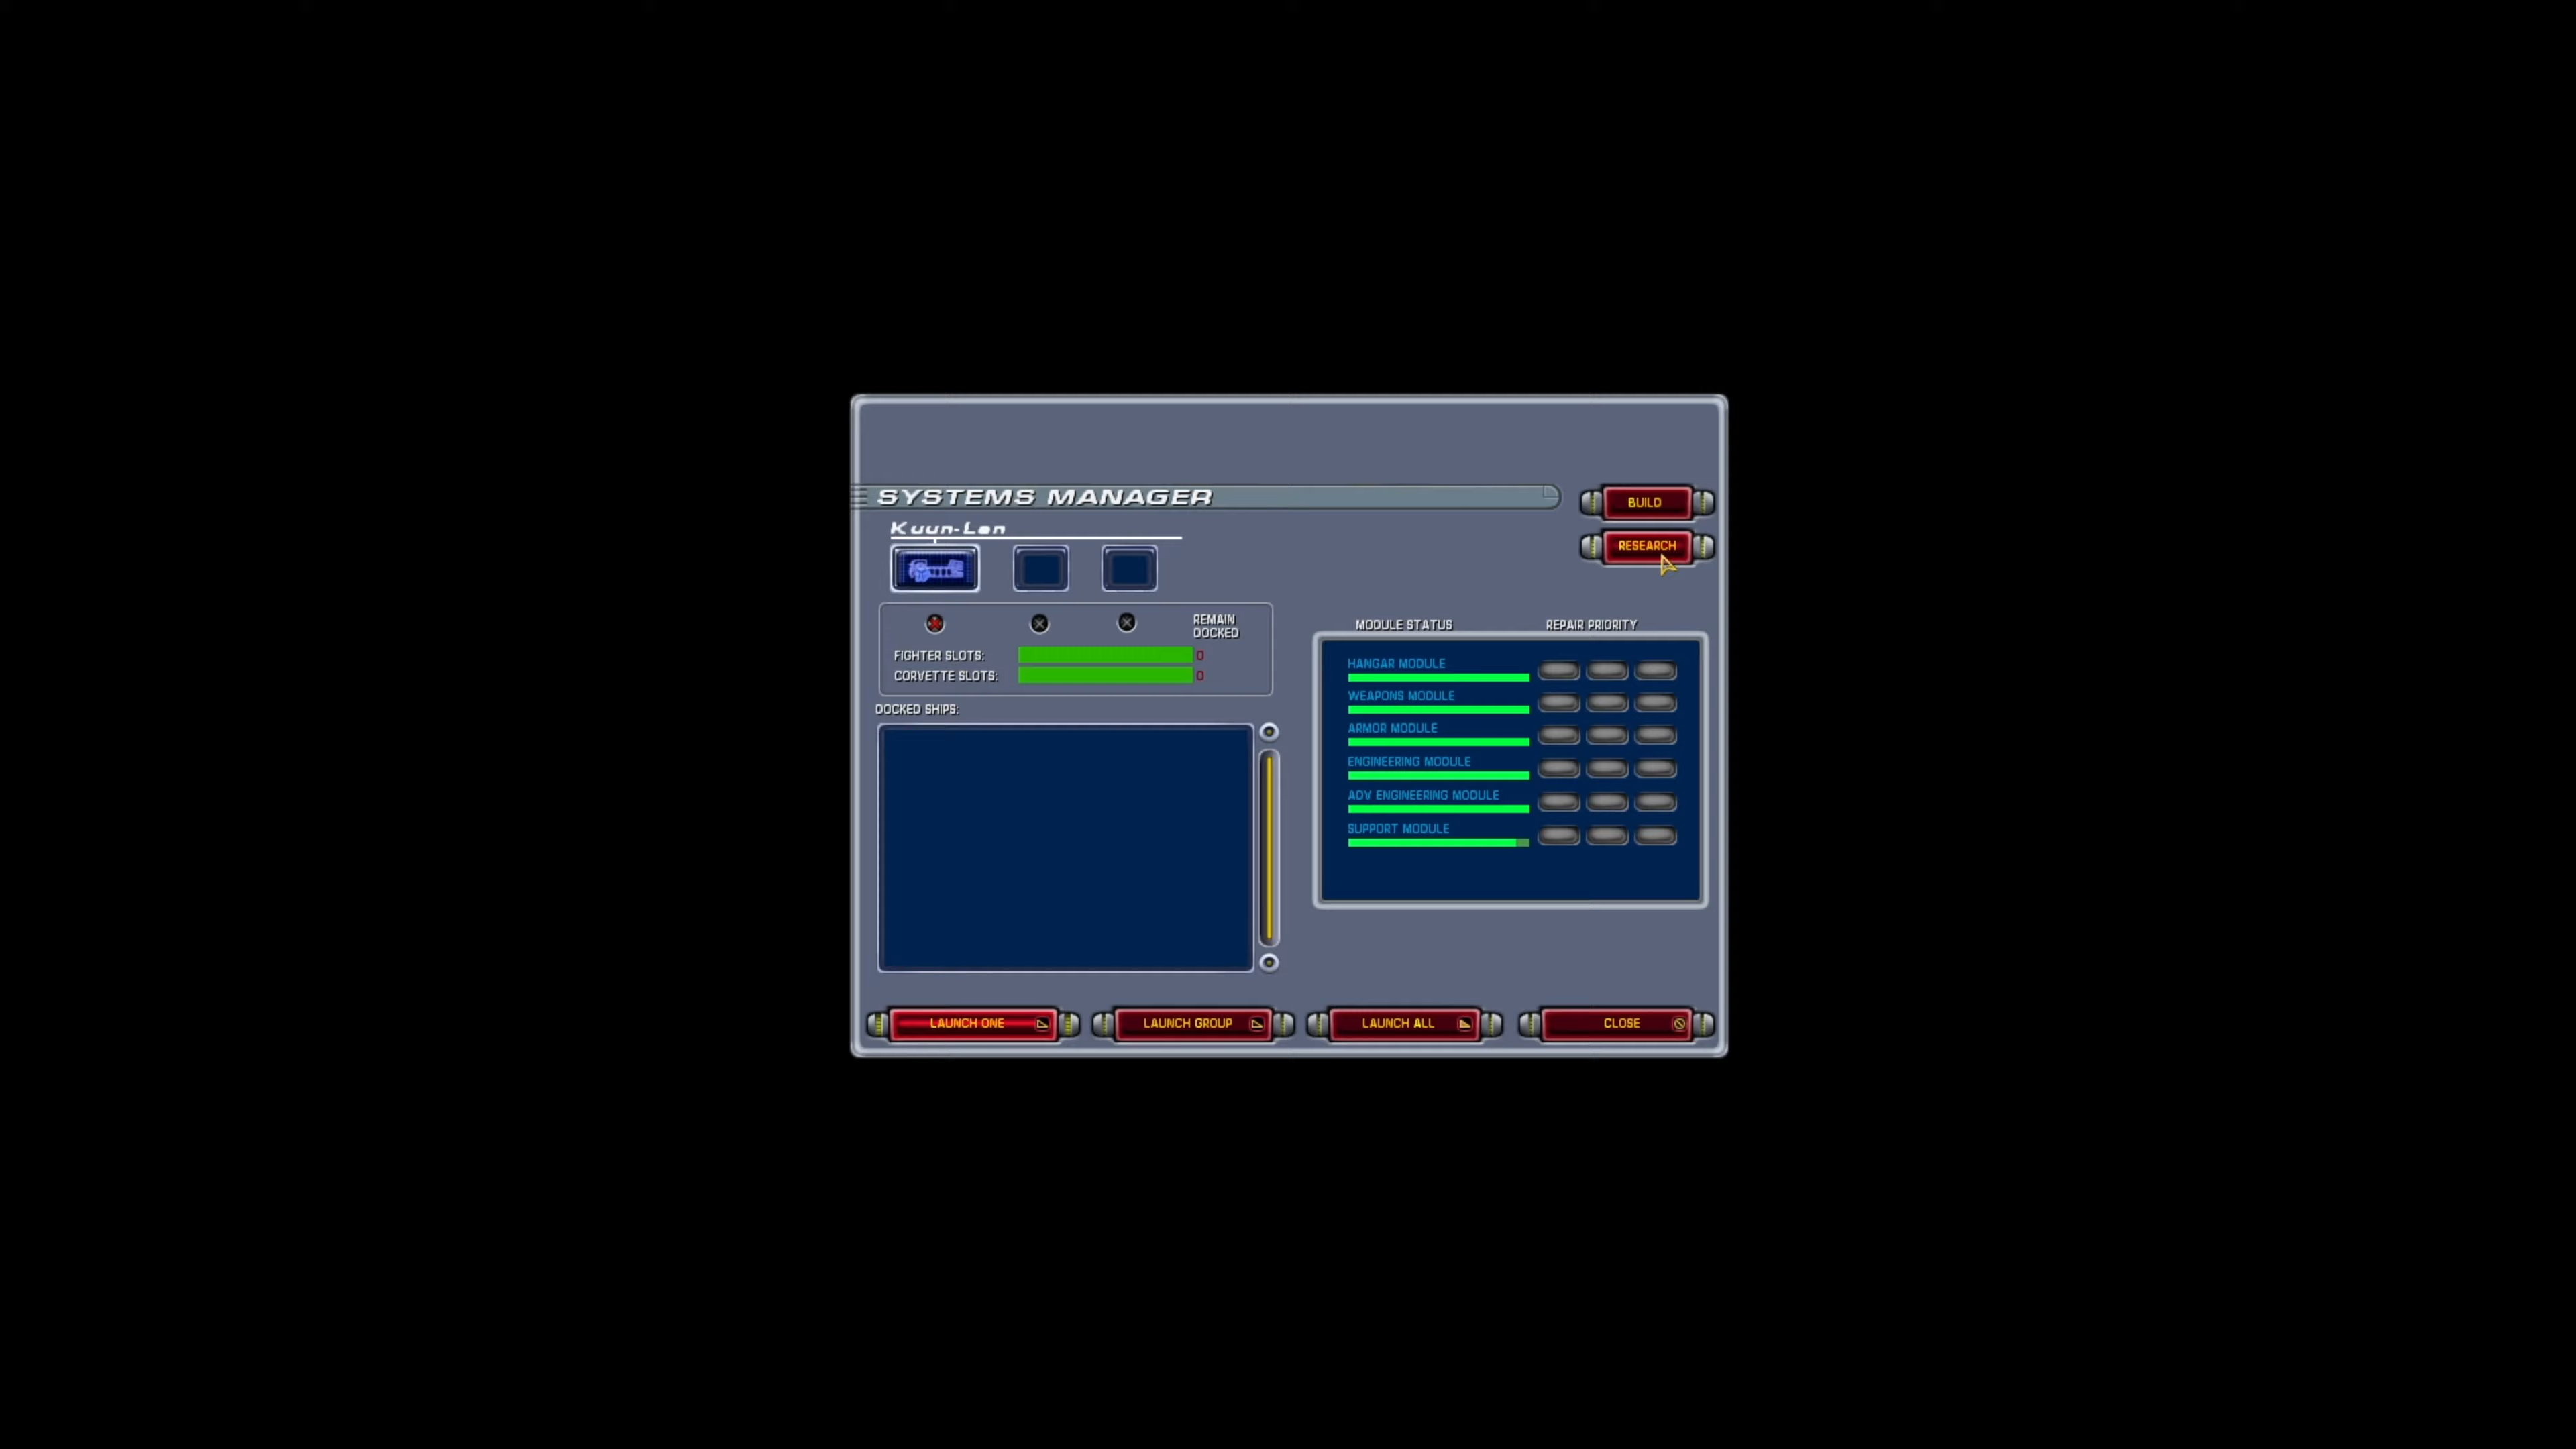 SYSTEMS MANAGER
BUILD
Kuun-Lan
RESEARCH
REMAIN
DOCKED
FIGHTER SLOTS: 0
CORVETTE SLOTS: 0
DOCKED SHIPS:
MODULE STATUS REPAIR PRIORITY
HANGAR MODULE
WEAPONS MODULE
ARMOR MODULE
ENGINEERING MODULE
ADV ENGINEERING MODULE
SUPPORT MODULE
LAUNCH ONE LAUNCH GROUP LAUNCH ALL CLOSE